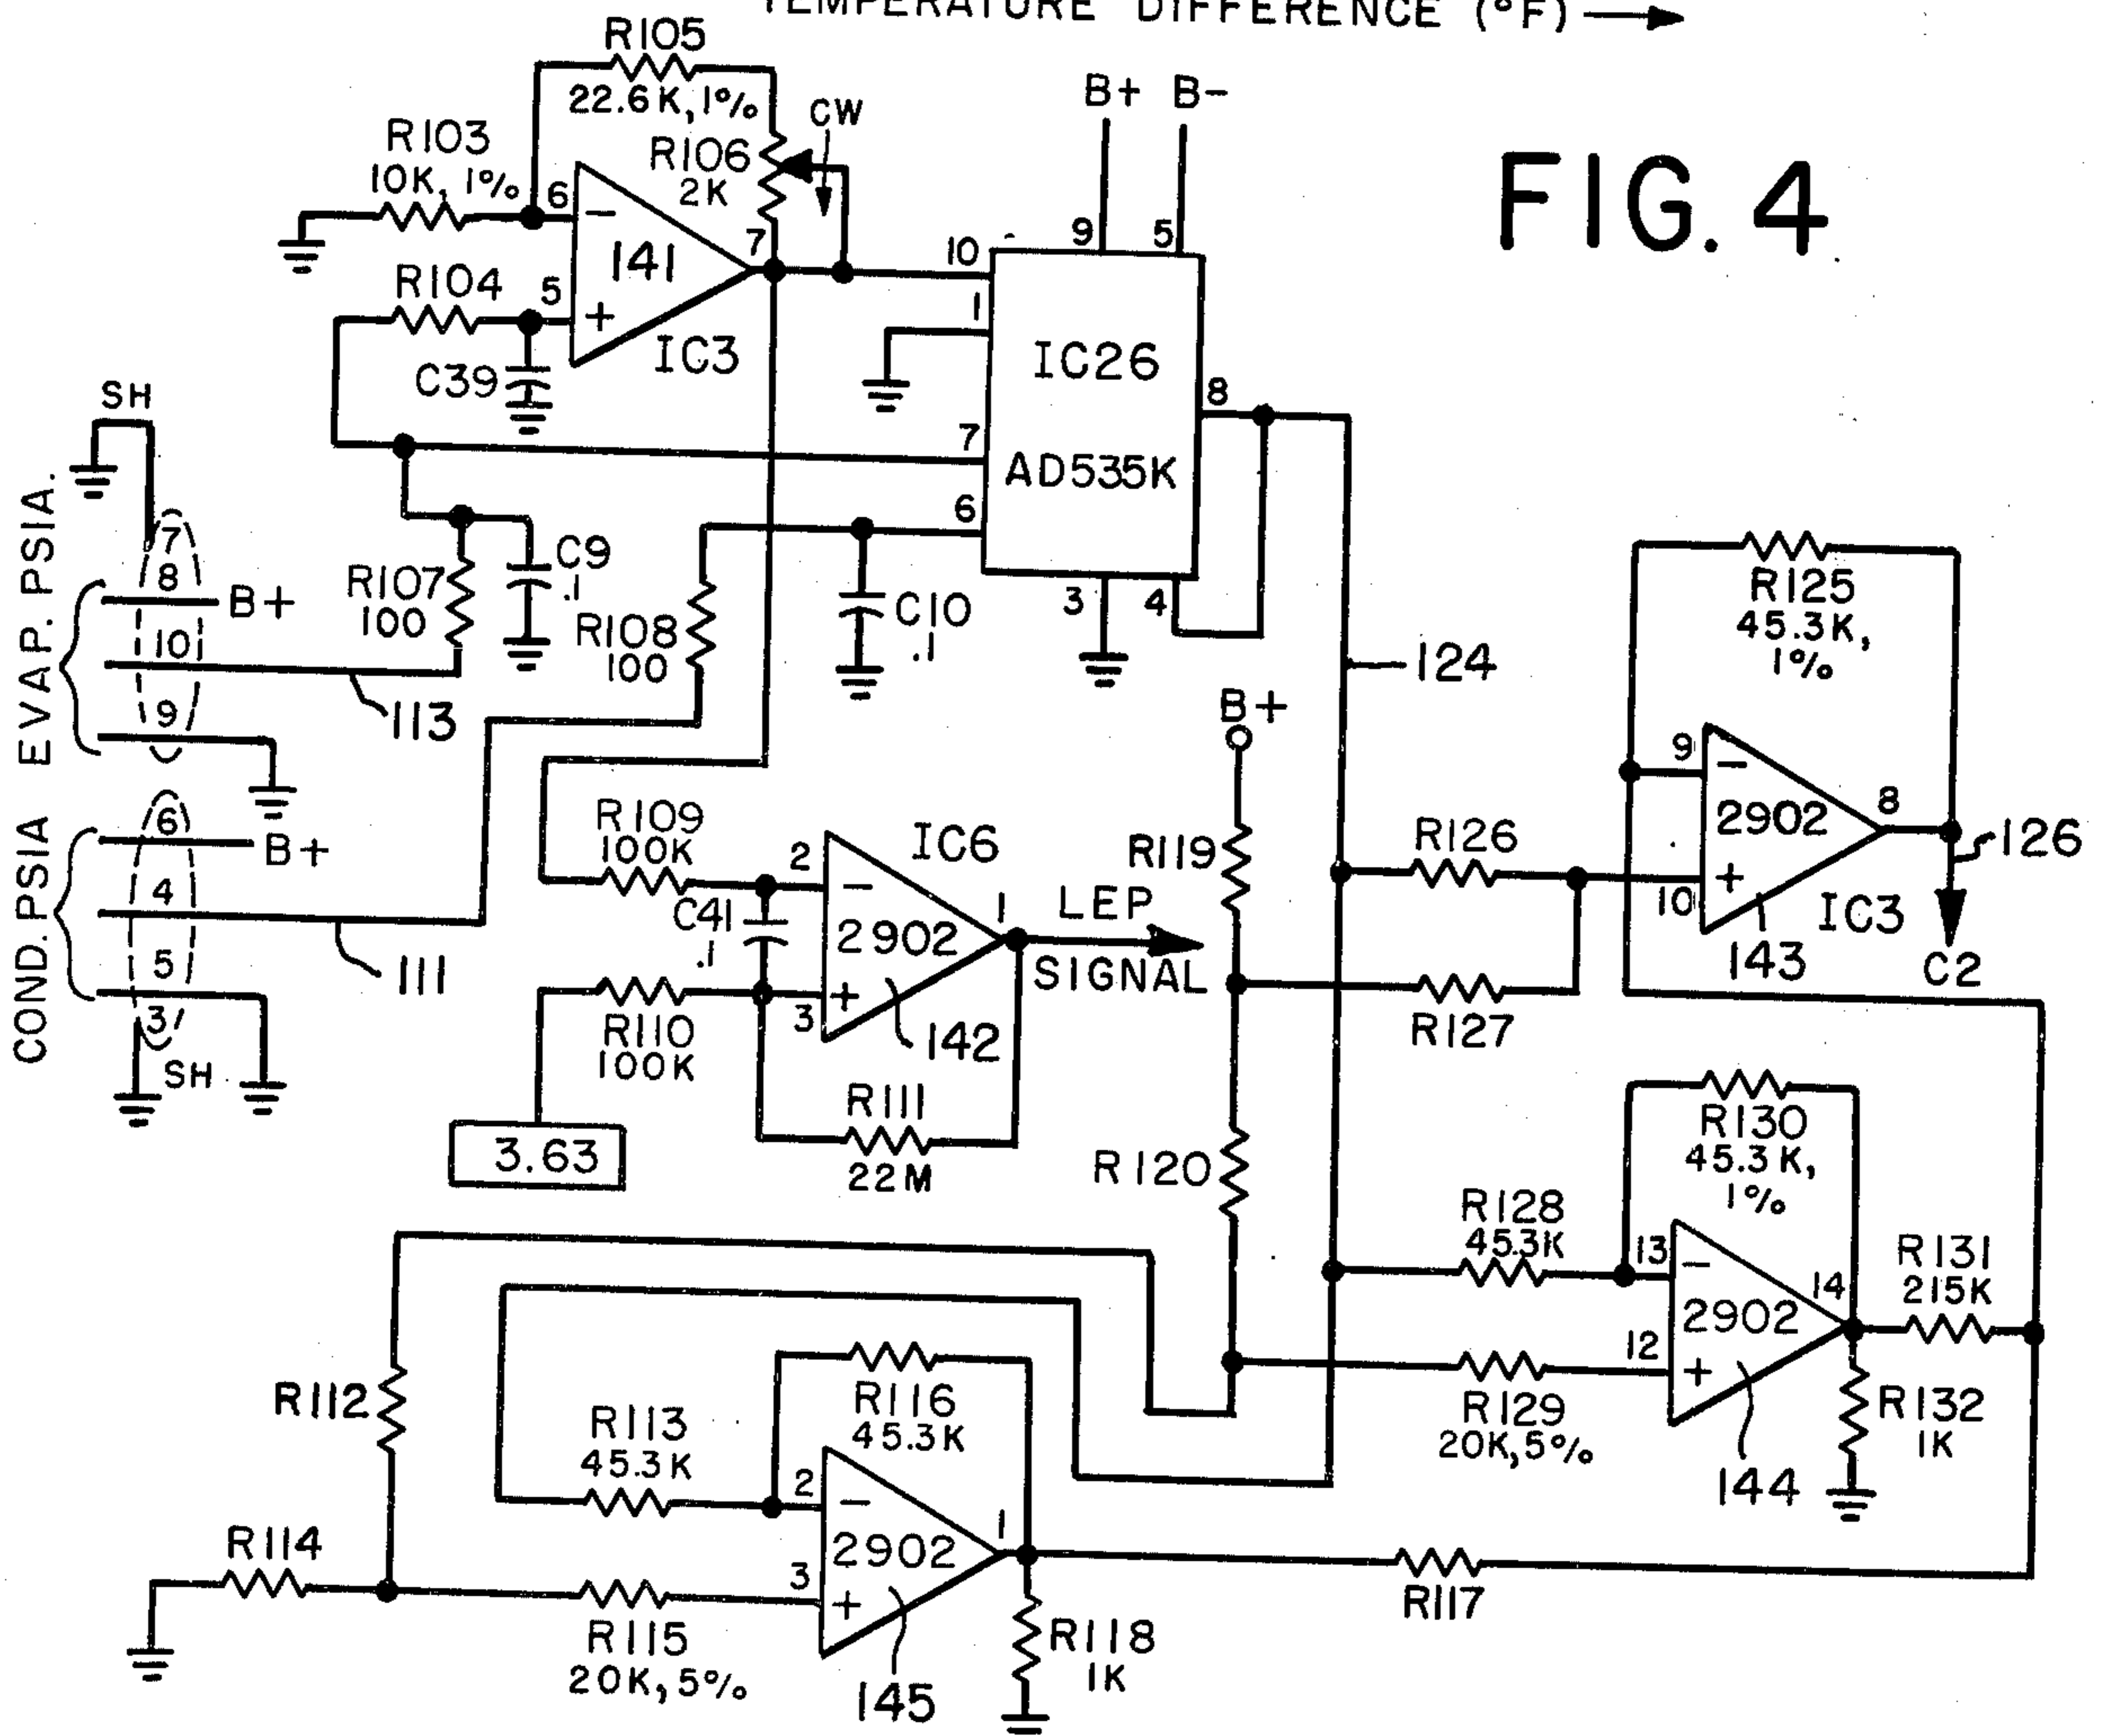 TEMPERATURE DIFFERENCE (°F)
R105
22.6K, 1%
CW
B+ B-
FIG. 4
R103
10K, 1%
R106
2K
6
−
7
141
9
5
10
R104
5
+
IC3
1
IC26
C39
8
SH
7
AD535K
6
EVAP. PSIA.
7
8
B+
10
9
R107
100
C9
.1
R108
100
C10
.1
3
4
113
124
R125
45.3K,
1%
B+
COND. PSIA
6
B+
4
5
3
SH
111
R109
100K
2
−
IC6
C41
.1
2902
1
LEP
SIGNAL
R110
100K
3
+
142
R111
22M
3.63
R119
R126
R127
9
−
2902
8
10
+
IC3
143
126
C2
R120
R130
45.3K,
1%
R128
45.3K
13
−
14
2902
12
+
R131
215K
R129
20K, 5%
R132
1K
144
R112
R113
45.3K
R116
45.3K
2
−
2902
1
3
+
R114
R115
20K, 5%
R117
R118
1K
145